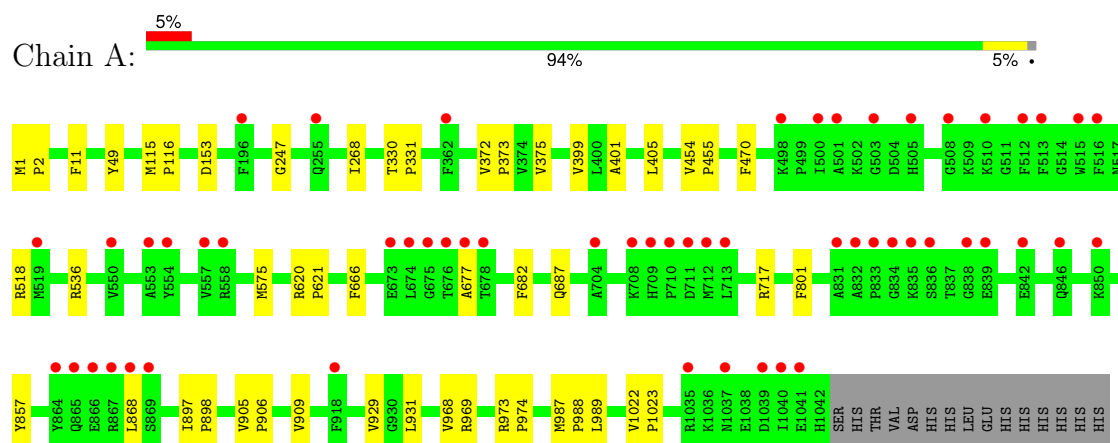 5%
Chain A:
94% 5% •
M1 P2 F11 Y49 M115 P116 D153 F196 G247 Q255 I268 T330 P331 F362 V372 P373 V374 V375 V399 L400 A401 L405 V454 P455 F470 K498 P499 I500 A501 K502 G503 D504 H505 G508 K509 K510 G511 F512 F513 G514 W515 F516 N517
R518 M519 R536 V550 A553 Y554 V557 R558 M575 R620 P621 F666 E673 L674 G675 T676 A677 T678 F682 Q687 A704 K708 H709 P710 D711 M712 L713 R717 F801 A831 A832 P833 G834 K835 S836 T837 G838 E839 E842 Q846 K850
Y857 Y864 Q865 E866 R867 L868 S869 I897 P898 V905 P906 V909 F918 V929 G930 L931 V968 R969 R973 P974 M987 P988 L989 V1022 P1023 R1035 K1036 N1037 E1038 D1039 I1040 E1041 H1042 SER HIS THR VAL ASP HIS HIS LEU GLU HIS HIS HIS HIS HIS HIS